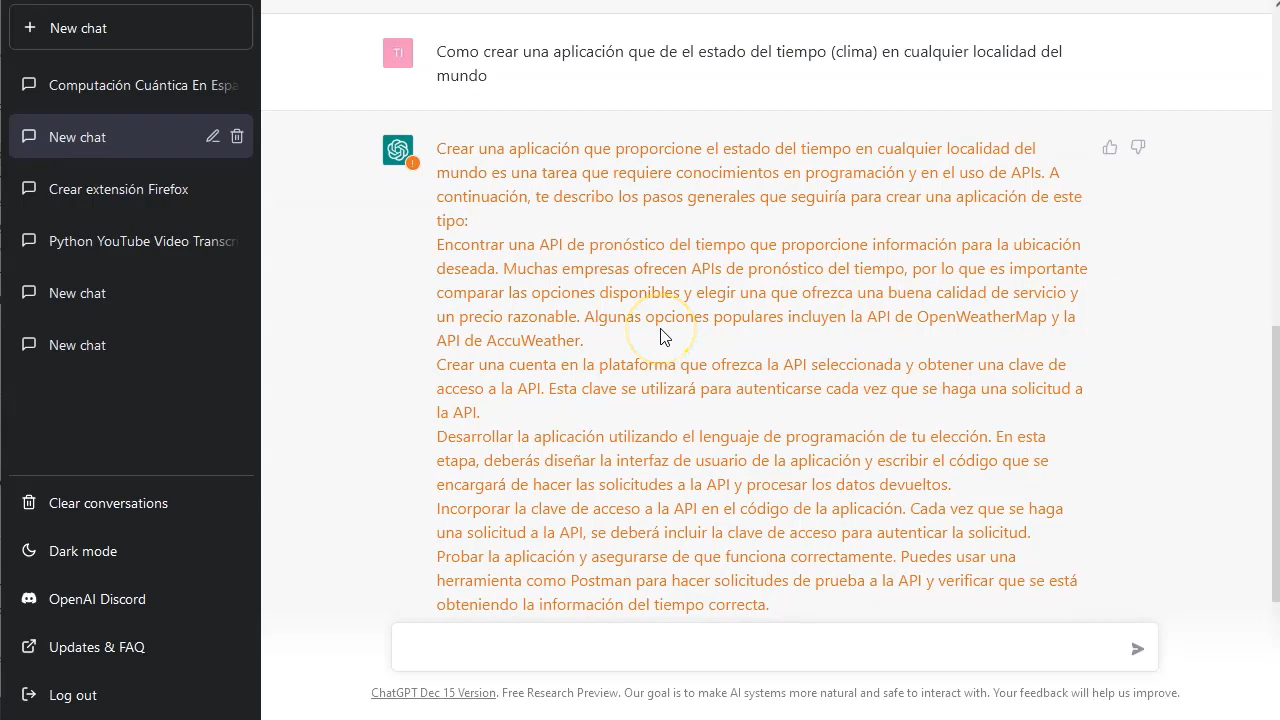 New chat
Computación Cuántica En Espa
New chat
Crear extensión Firefox
Python YouTube Video Transcr
New chat
New chat
Clear conversations
Dark mode
OpenAI Discord
Updates & FAQ
Log out
TI
Como crear una aplicación que de el estado del tiempo (clima) en cualquier localidad del
mundo
Crear una aplicación que proporcione el estado del tiempo en cualquier localidad del
mundo es una tarea que requiere conocimientos en programación y en el uso de APIs. A
continuación, te describo los pasos generales que seguiría para crear una aplicación de este
tipo:
Encontrar una API de pronóstico del tiempo que proporcione información para la ubicación
deseada. Muchas empresas ofrecen APIs de pronóstico del tiempo, por lo que es importante
comparar las opciones disponibles y elegir una que ofrezca una buena calidad de servicio y
un precio razonable. Algunas opciones populares incluyen la API de OpenWeatherMap y la
API de AccuWeather.
Crear una cuenta en la plataforma que ofrezca la API seleccionada y obtener una clave de
acceso a la API. Esta clave se utilizará para autenticarse cada vez que se haga una solicitud a
la API.
Desarrollar la aplicación utilizando el lenguaje de programación de tu elección. En esta
etapa, deberás diseñar la interfaz de usuario de la aplicación y escribir el código que se
encargará de hacer las solicitudes a la API y procesar los datos devueltos.
Incorporar la clave de acceso a la API en el código de la aplicación. Cada vez que se haga
una solicitud a la API, se deberá incluir la clave de acceso para autenticar la solicitud.
Probar la aplicación y asegurarse de que funciona correctamente. Puedes usar una
herramienta como Postman para hacer solicitudes de prueba a la API y verificar que se está
obteniendo la información del tiempo correcta.
ChatGPT Dec 15 Version. Free Research Preview. Our goal is to make AI systems more natural and safe to interact with. Your feedback will help us improve.